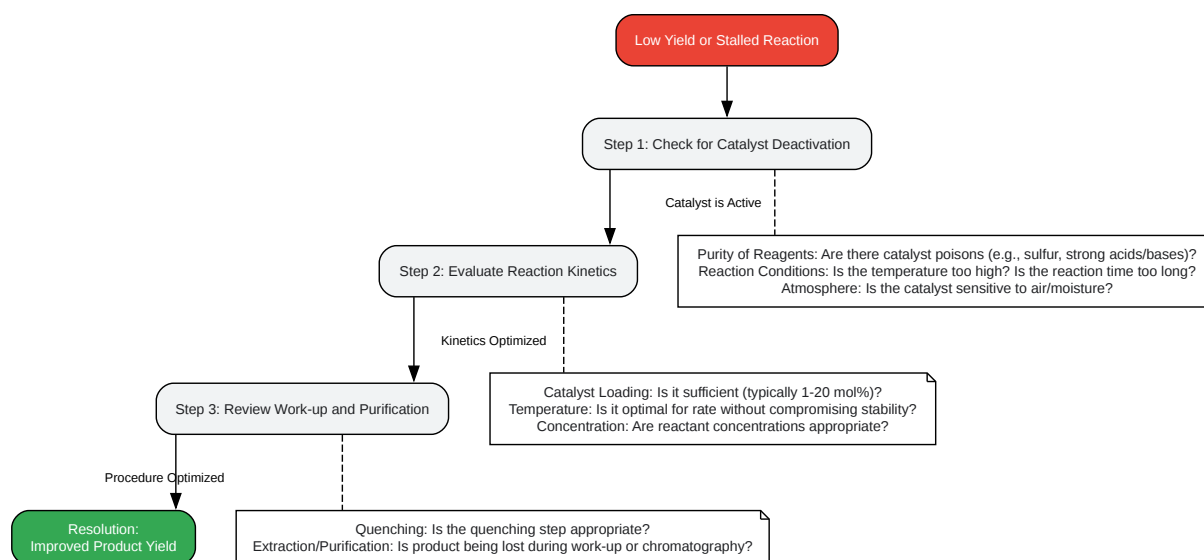 Low Yield or Stalled Reaction
Step 1: Check for Catalyst Deactivation
Catalyst is Active
Purity of Reagents: Are there catalyst poisons (e.g., sulfur, strong acids/bases)?
Reaction Conditions: Is the temperature too high? Is the reaction time too long?
Atmosphere: Is the catalyst sensitive to air/moisture?
Step 2: Evaluate Reaction Kinetics
Kinetics Optimized
Catalyst Loading: Is it sufficient (typically 1-20 mol%)?
Temperature: Is it optimal for rate without compromising stability?
Concentration: Are reactant concentrations appropriate?
Step 3: Review Work-up and Purification
Procedure Optimized
Quenching: Is the quenching step appropriate?
Extraction/Purification: Is product being lost during work-up or chromatography?
Resolution:
Improved Product Yield